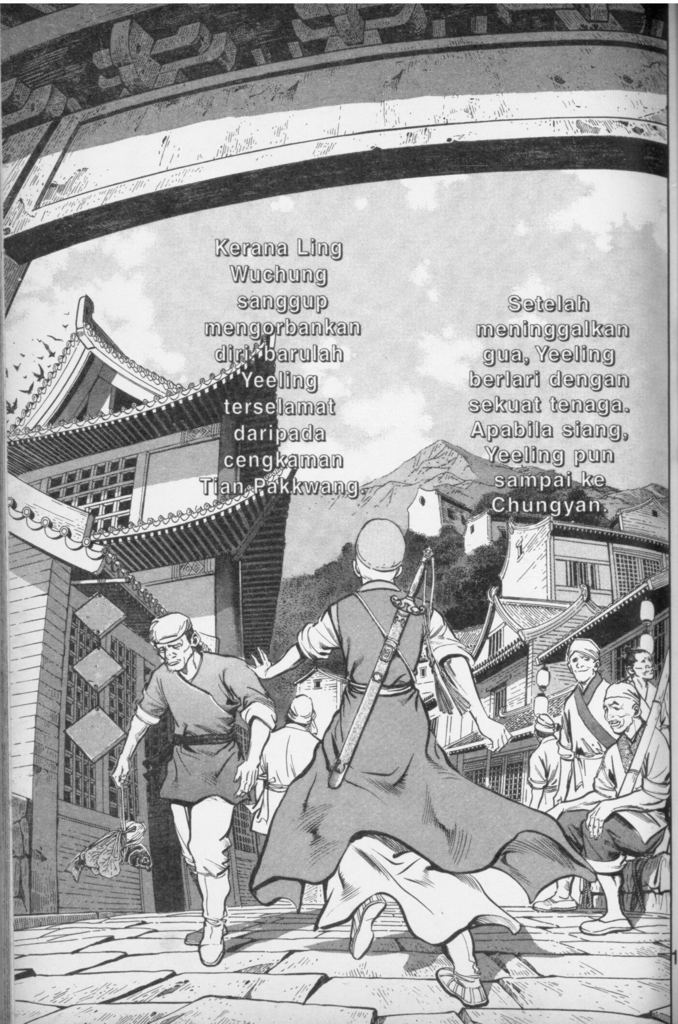 Kerana Ling
Wuchung
sanggup
mengorbankan
diri, barulah
Yeeling
terselamat
daripada
cengkaman
Tian Pakkwang.
Setelah
meninggalkan
gua, Yeeling
berlari dengan
sekuat tenaga.
Apabila siang,
Yeeling pun
sampai ke
Chungyan.
1